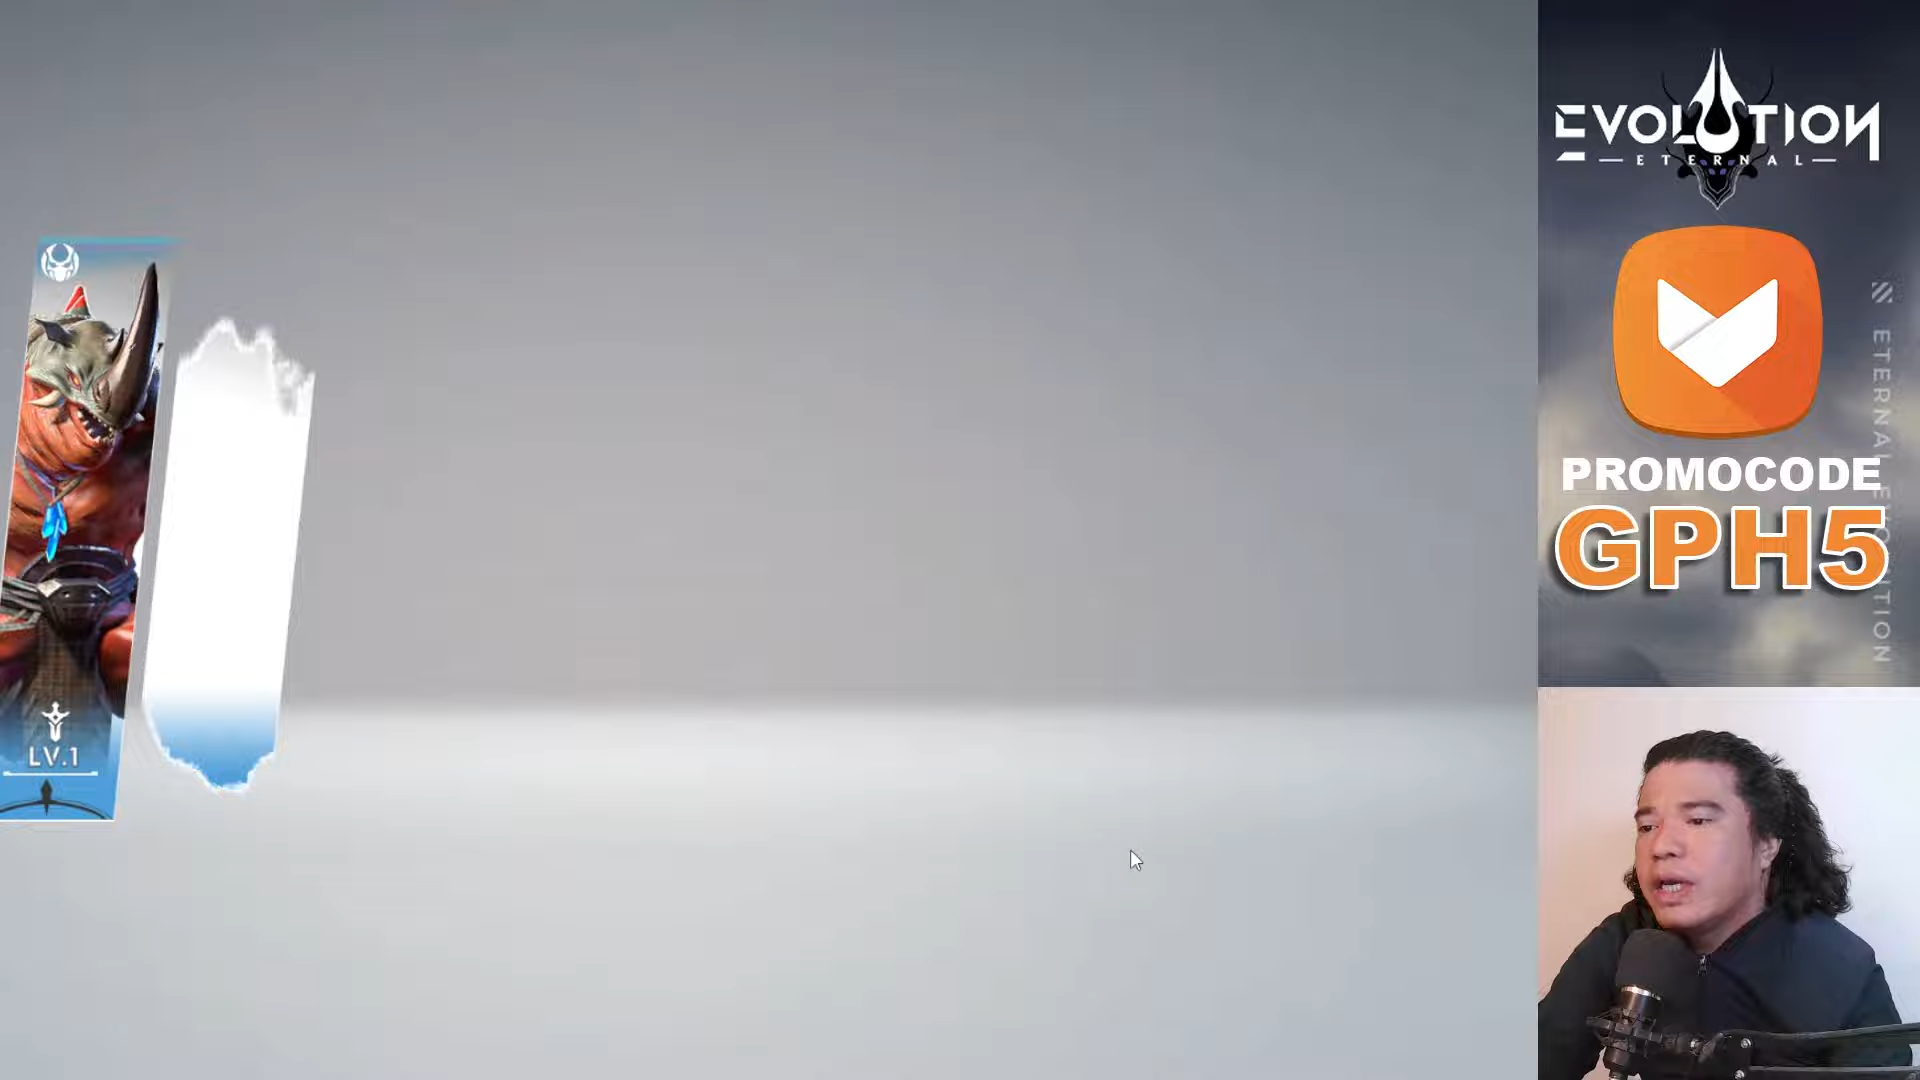 LV.1
EVOLUTION
ETERNAL
PROMOCODE
GPH5
ETERNAL EVOLUTION